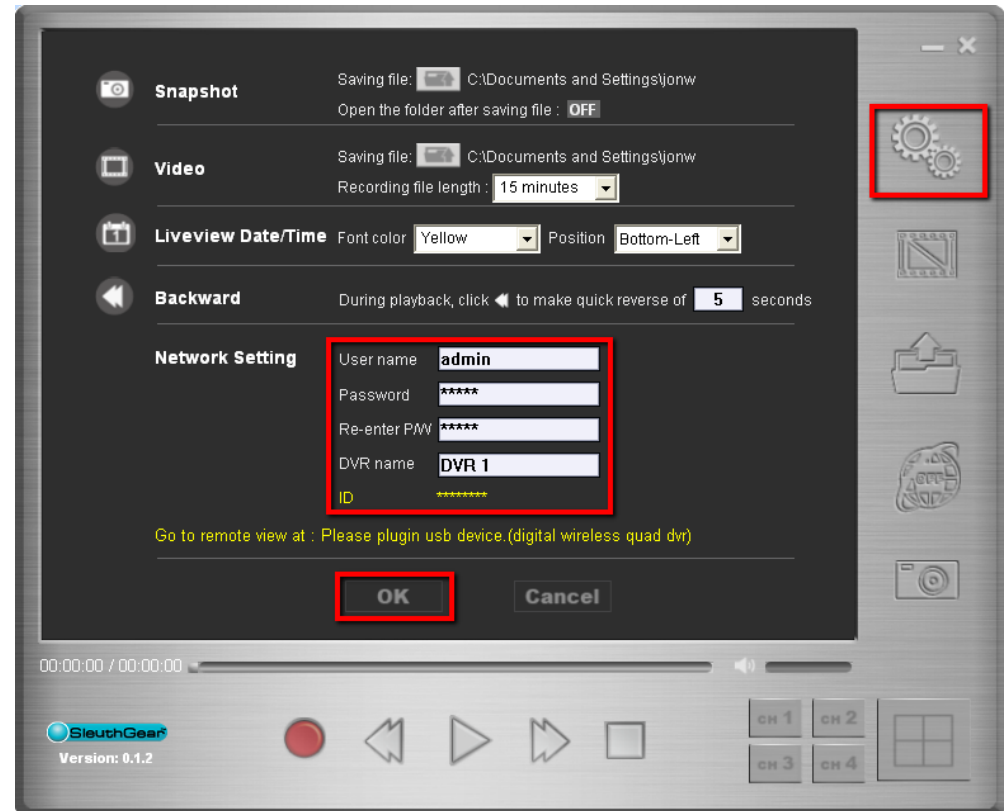 Snapshot
Saving file: C:\Documents and Settings\jonw
Open the folder after saving file : OFF
Video
Saving file: C:\Documents and Settings\jonw
Recording file length : 15 minutes
1
Liveview Date/Time Font color Yellow Position Bottom-Left
Backward During playback, click to make quick reverse of 5 seconds
Network Setting
User name admin
Password *****
Re-enter P/W *****
DVR name DVR 1
ID ********
Go to remote view at : Please plugin usb device.(digital wireless quad dvr)
OK Cancel
00:00:00 / 00:00:00
SleuthGear
Version: 0.1.2
CH 1 CH 2
CH 3 CH 4